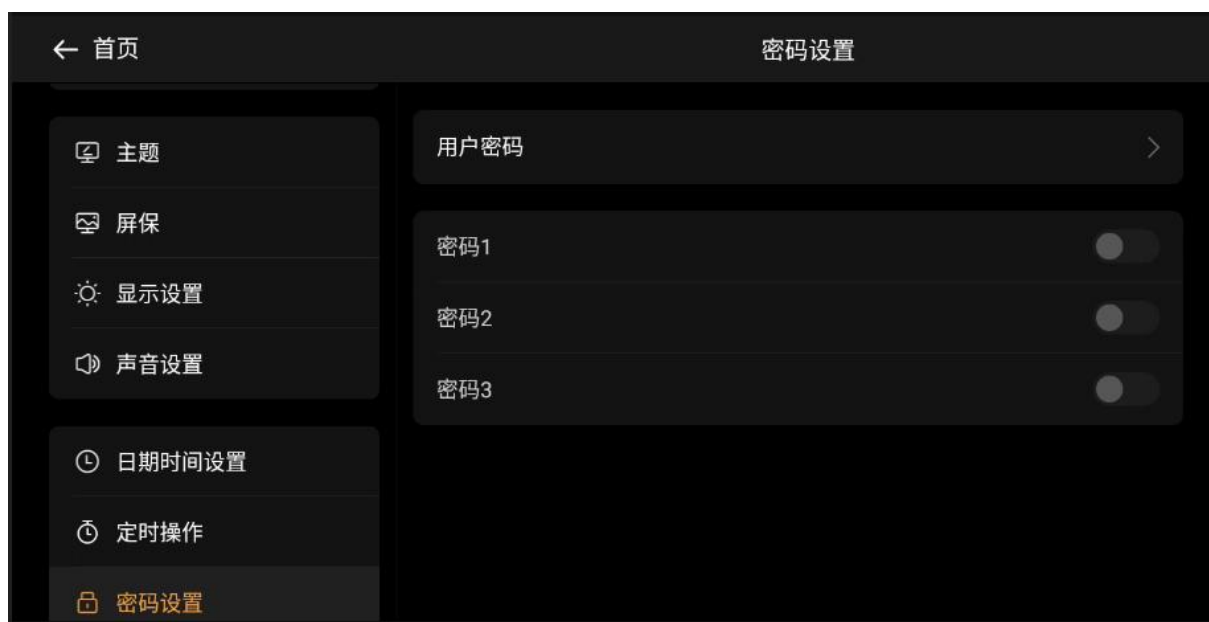 首页
密码设置
主题
屏保
显示设置
声音设置
日期时间设置
定时操作
密码设置
用户密码
密码1
密码2
密码3